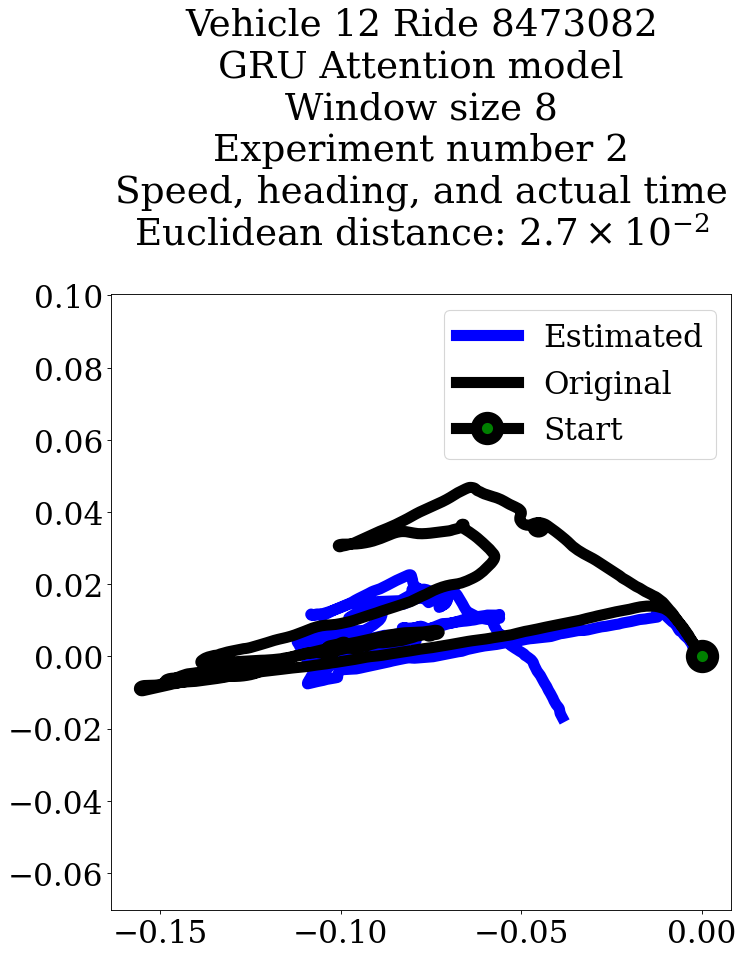 Vehicle 12 Ride 8473082
GRU Attention model
Window size 8
Experiment number 2
Speed, heading, and actual time
Euclidean distance: 2.7 × 10⁻²
0.10
0.08
0.06
0.04
0.02
0.00
−0.02
−0.04
−0.06
Estimated
Original
Start
−0.15
−0.10
−0.05
0.00